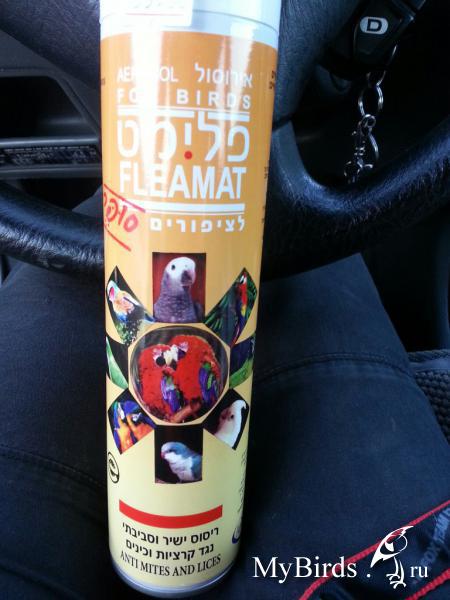 AEROSOL אירוסול
FOR BIRDS
פלימט
FLEAMAT
סופר
לציפורים
ריסוס ישיר וסביבתי
נגד קרציות וכינים
ANTI MITES AND LICES
D
MyBirds.ru